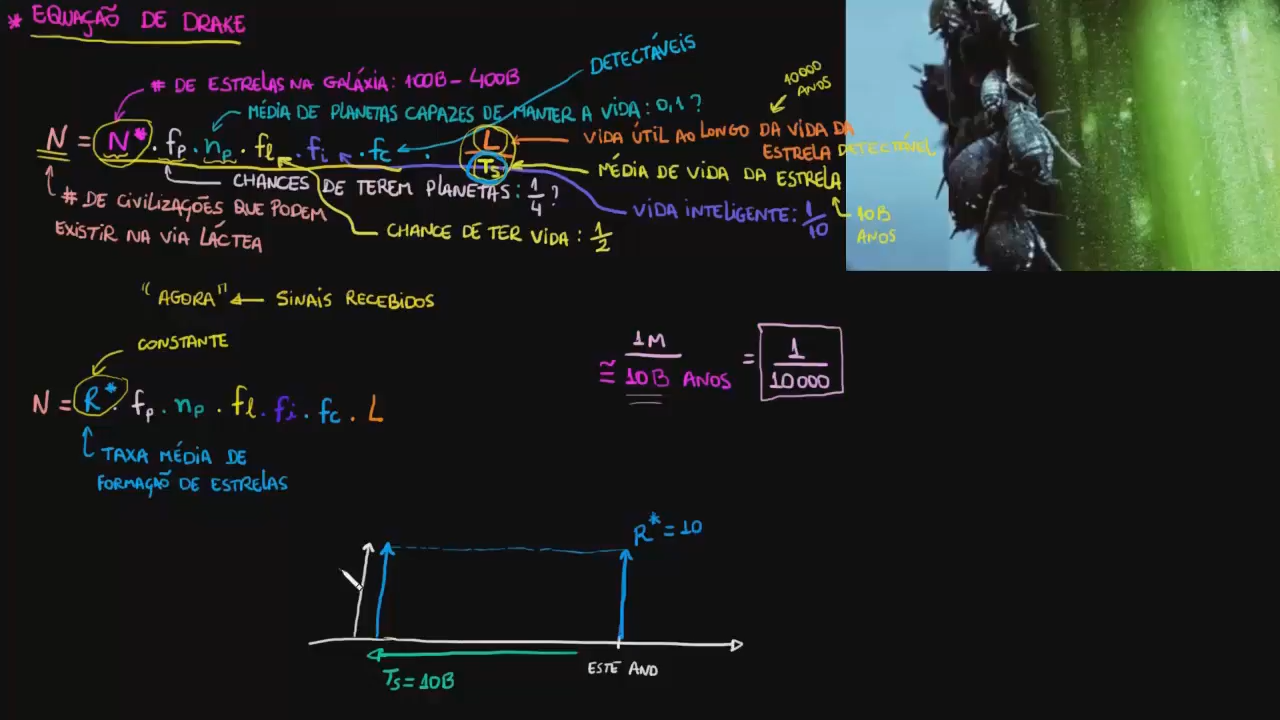 * EQUAÇÃO DE DRAKE
DETECTÁVEIS
# DE ESTRELAS NA GALÁXIA: 100B - 400B
10000
ANOS
MÉDIA DE PLANETAS CAPAZES DE MANTER A VIDA: 0,1 ?
N = N* · fp · np · fl · fi · fc · L/Ts
VIDA ÚTIL AO LONGO DA VIDA DA
ESTRELA DETECTÁVEL
MÉDIA DE VIDA DA ESTRELA
10B
ANOS
CHANCES DE TEREM PLANETAS: 1/4 ?
# DE CIVILIZAÇÕES QUE PODEM
EXISTIR NA VIA LÁCTEA
VIDA INTELIGENTE: 1/10
CHANCE DE TER VIDA: 1/2
"AGORA" SINAIS RECEBIDOS
CONSTANTE
≅ 1M/10B ANOS = 1/10000
N = R* · fp · np · fl · fi · fc · L
TAXA MÉDIA DE
FORMAÇÃO DE ESTRELAS
R* = 10
ESTE ANO
Ts = 10B